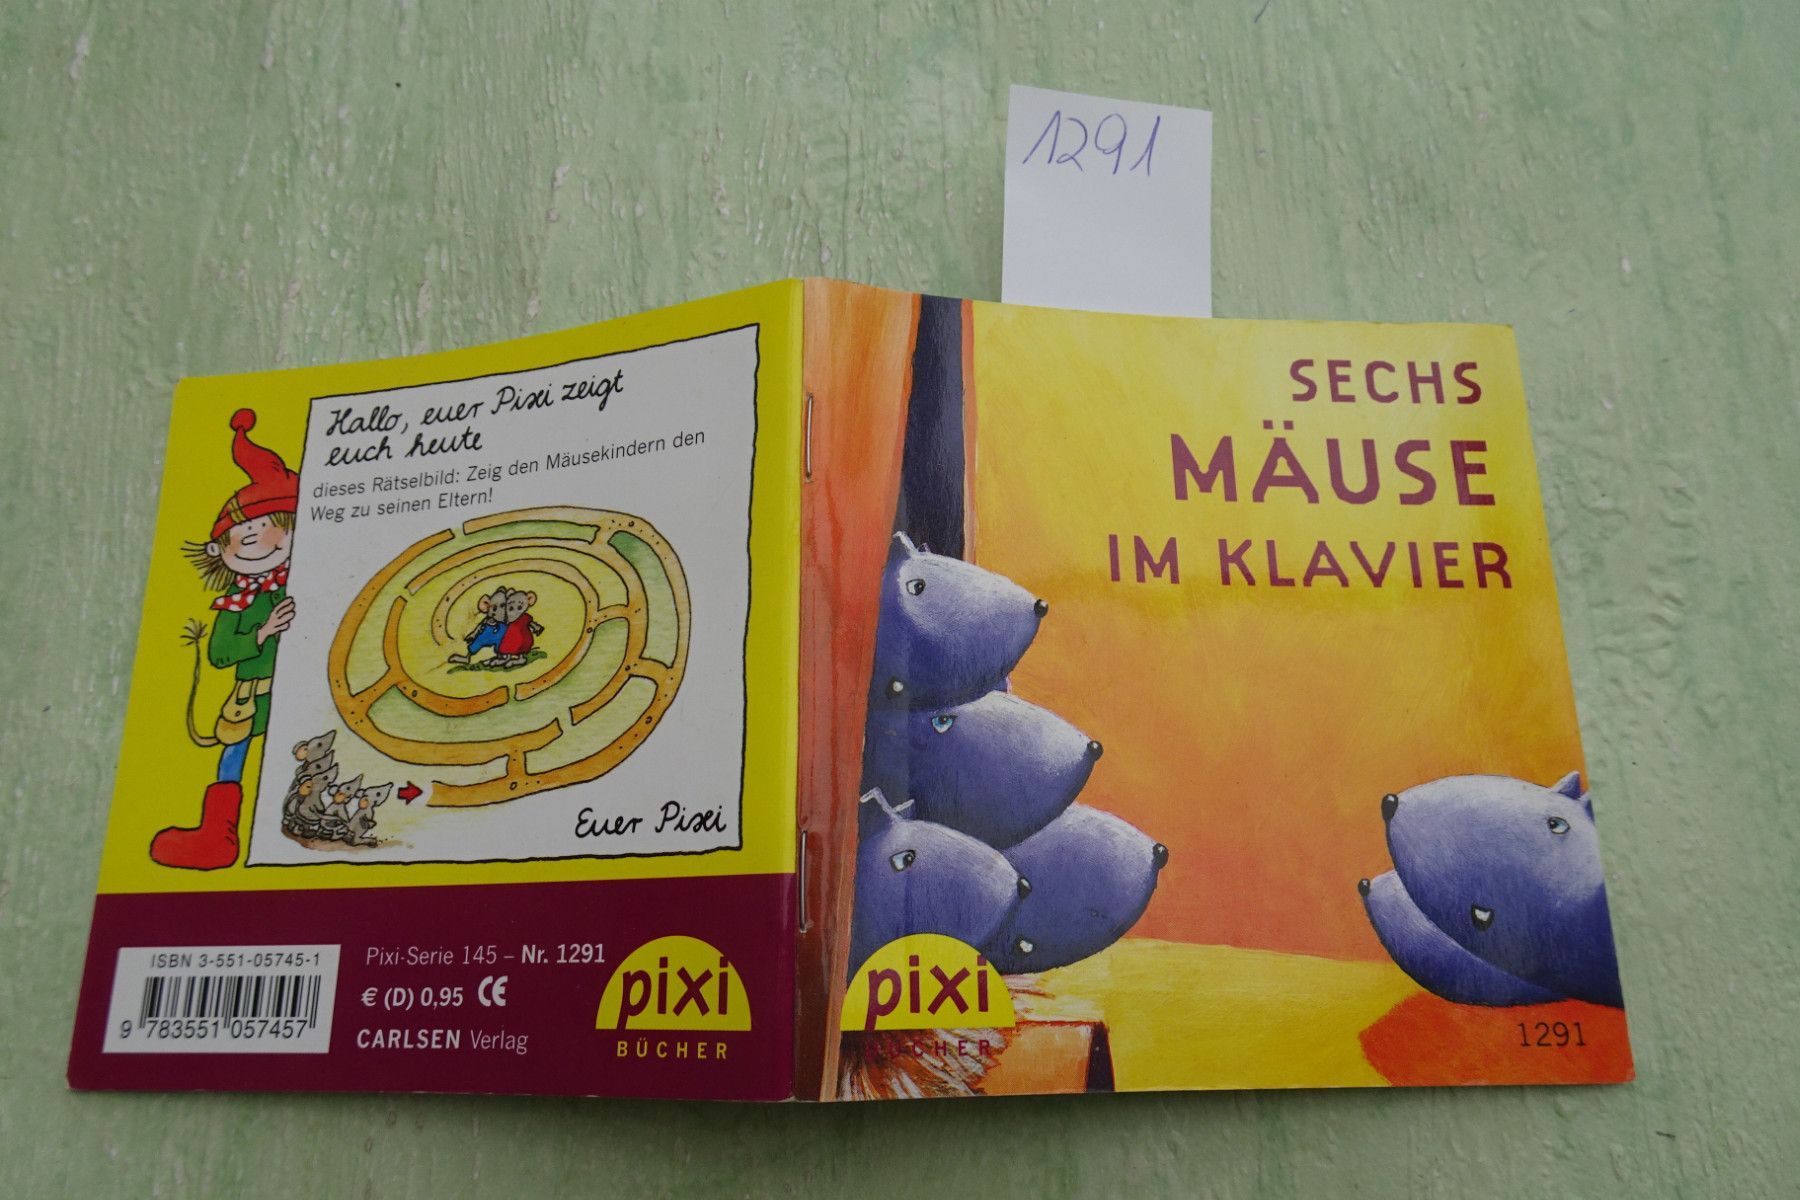 1291
Hallo, euer Pixi zeigt
euch heute
dieses Rätselbild: Zeig den Mäusekindern den
Weg zu seinen Eltern!
Euer Pixi
ISBN 3-551-05745-1
9 783551 057457
Pixi-Serie 145 – Nr. 1291
€ (D) 0,95 CE
CARLSEN Verlag
pixi
BÜCHER
SECHS
MÄUSE
IM KLAVIER
pixi
BÜCHER
1291